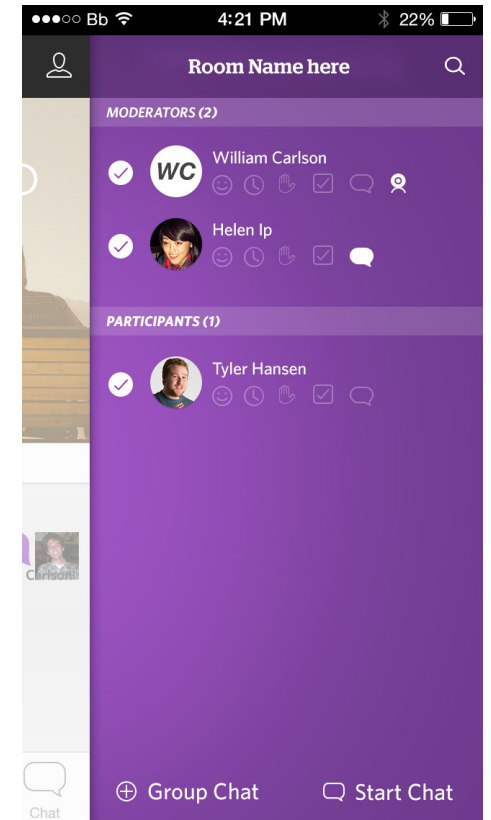 Bb 4:21 PM 22%
Room Name here
MODERATORS (2)
WC
William Carlson
Helen Ip
PARTICIPANTS (1)
Tyler Hansen
Carlson
Group Chat Start Chat
Chat